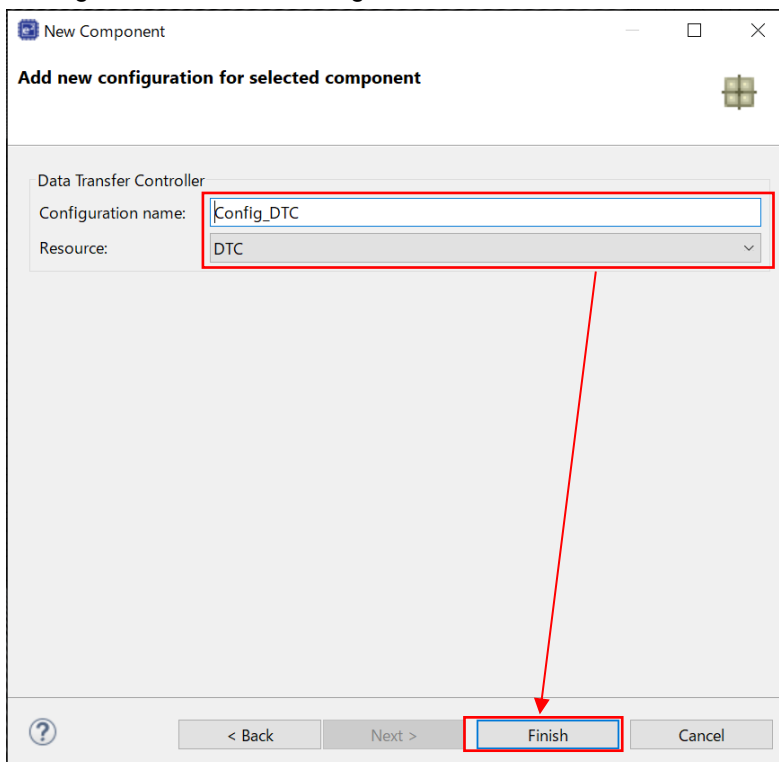 New Component
Add new configuration for selected component
Data Transfer Controller
Configuration name: Config_DTC
Resource: DTC
< Back Next > Finish Cancel